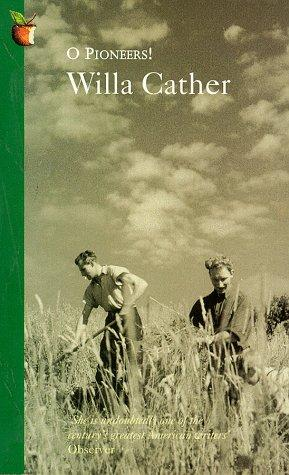 O PIONEERS!
Willa Cather
'She is undoubtedly one of the
century's greatest American writers'
Observer